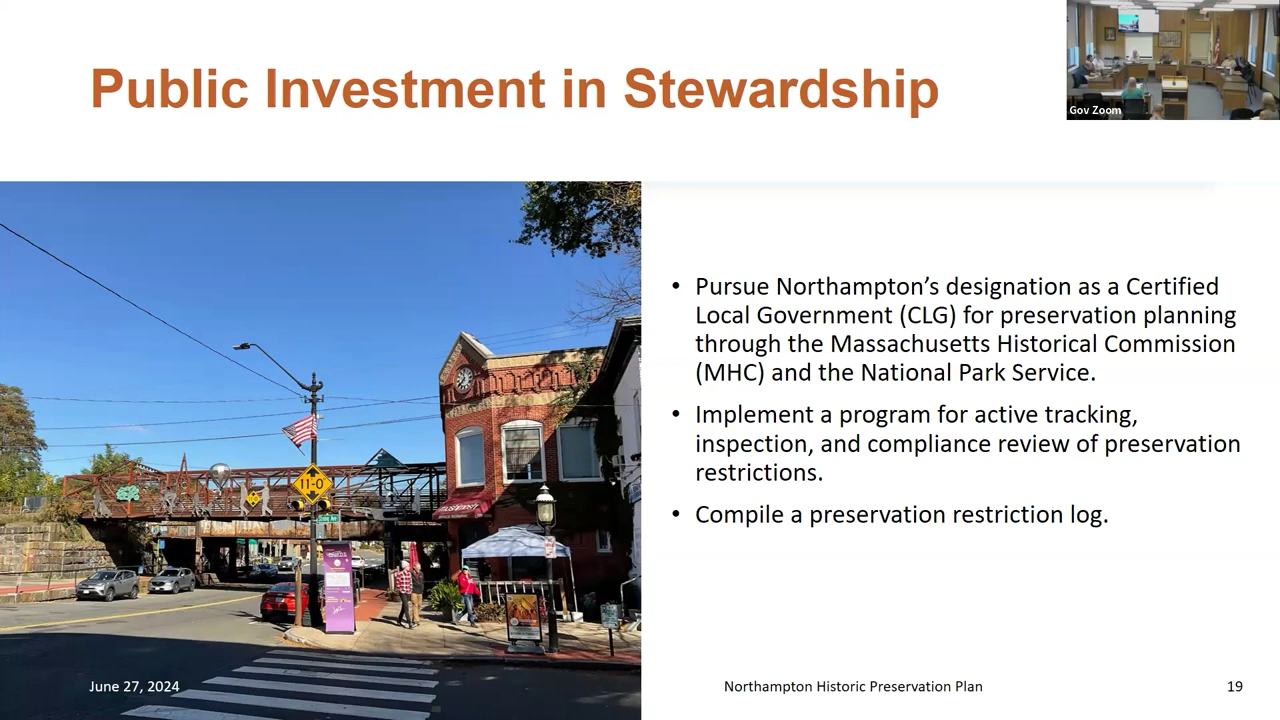 Public Investment in Stewardship
Gov Zoom
11-0
• Pursue Northampton’s designation as a Certified
Local Government (CLG) for preservation planning
through the Massachusetts Historical Commission
(MHC) and the National Park Service.
• Implement a program for active tracking,
inspection, and compliance review of preservation
restrictions.
• Compile a preservation restriction log.
June 27, 2024
Northampton Historic Preservation Plan
19